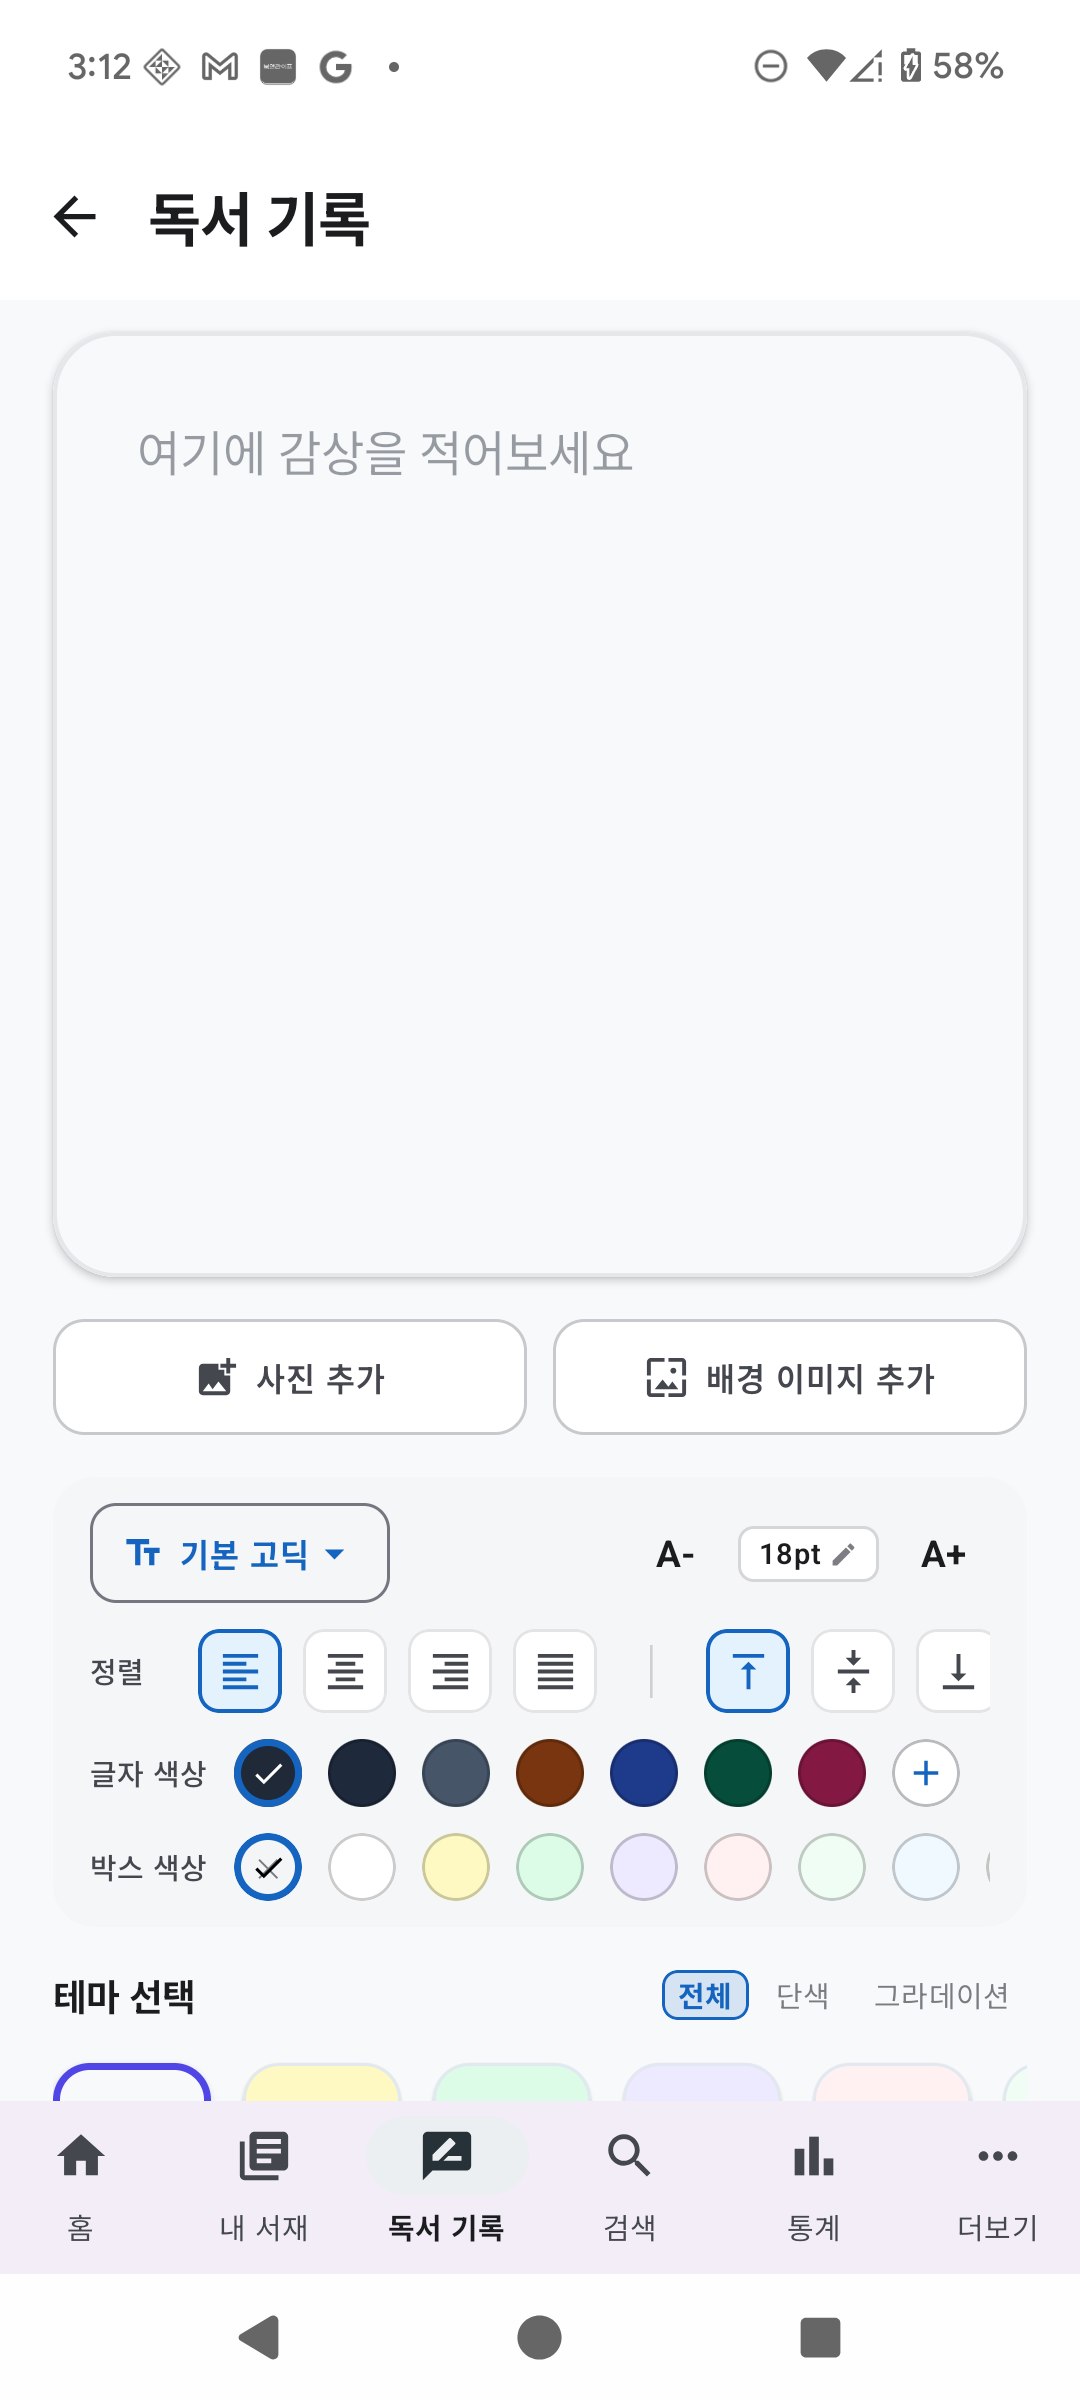 3:12
58%
독서 기록
여기에 감상을 적어보세요
사진 추가
배경 이미지 추가
기본 고딕
A-
18pt
A+
정렬
글자 색상
박스 색상
테마 선택
전체
단색
그라데이션
홈
내 서재
독서 기록
검색
통계
더보기